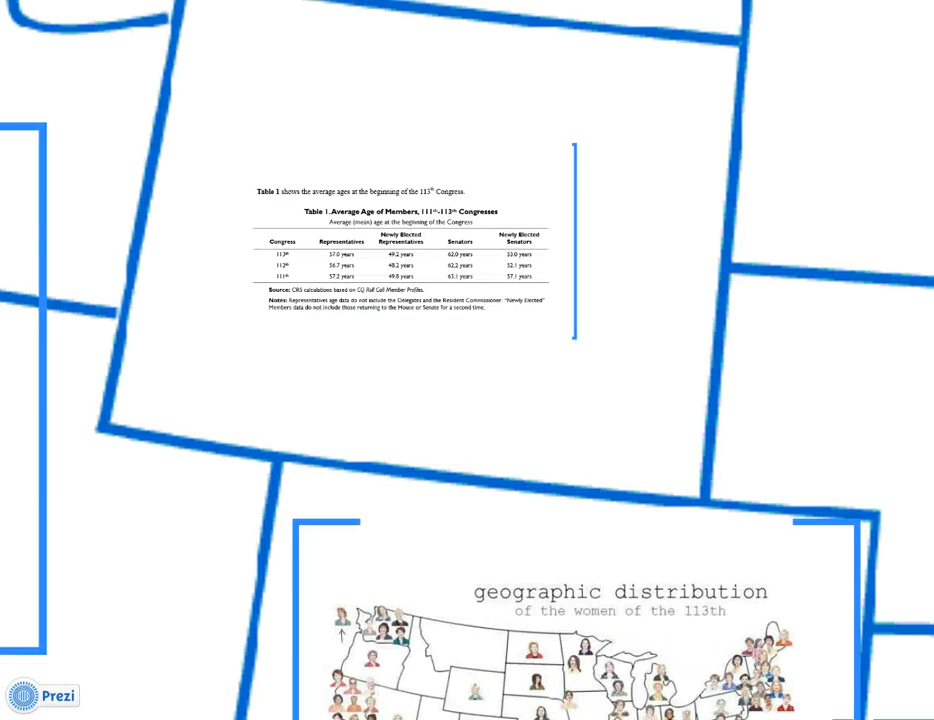 Table 1 shows the average ages at the beginning of the 113th Congress.
Table 1. Average Age of Members, 111th-113th Congresses
Average (mean) age at the beginning of the Congress
Congress Representatives Newly Elected Representatives Senators Newly Elected Senators
113th 57.0 years 49.2 years 62.0 years 53.0 years
112th 56.7 years 48.2 years 62.2 years 52.1 years
111th 57.2 years 49.8 years 63.1 years 57.1 years
Source: CRS calculations based on CQ Roll Call Member Profiles.
Notes: Representatives age data do not include the Delegates and the Resident Commissioner. "Newly Elected"
Members data do not include those returning to the House or Senate for a second time.
geographic distribution
of the women of the 113th
Prezi